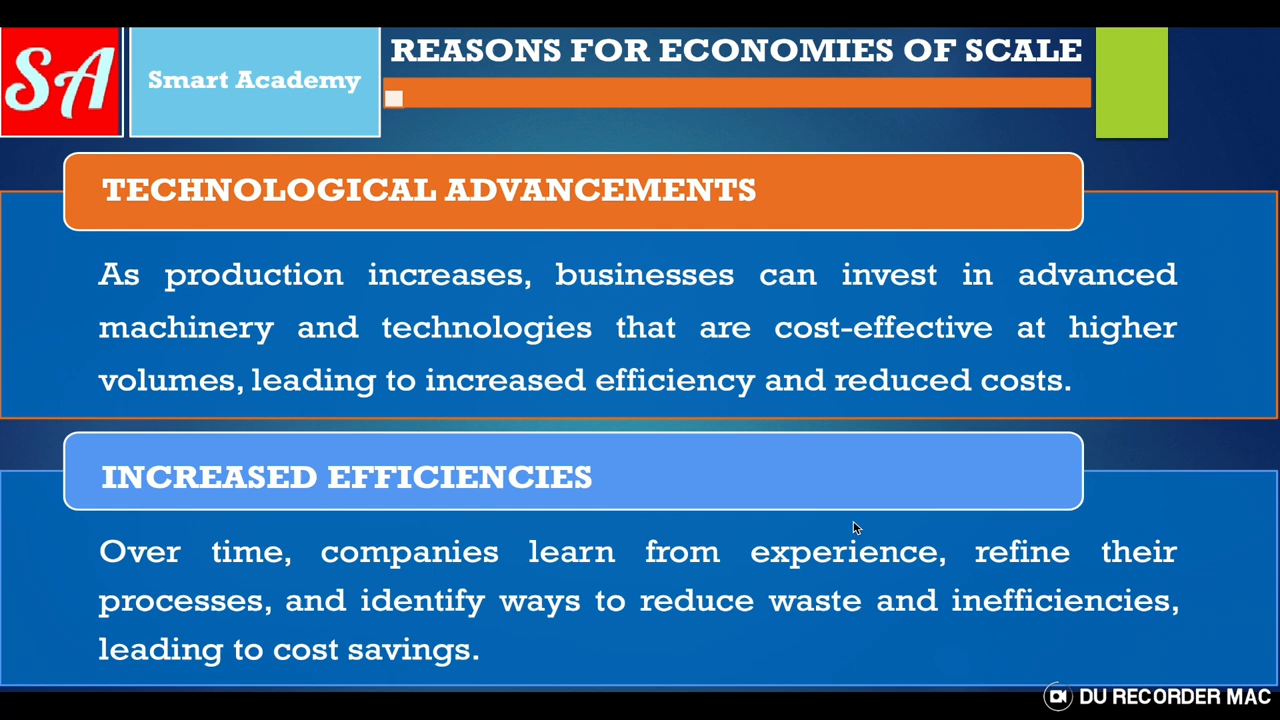 SA
Smart Academy
REASONS FOR ECONOMIES OF SCALE
TECHNOLOGICAL ADVANCEMENTS
As production increases, businesses can invest in advanced
machinery and technologies that are cost-effective at higher
volumes, leading to increased efficiency and reduced costs.
INCREASED EFFICIENCIES
Over time, companies learn from experience, refine their
processes, and identify ways to reduce waste and inefficiencies,
leading to cost savings.
DU RECORDER MAC